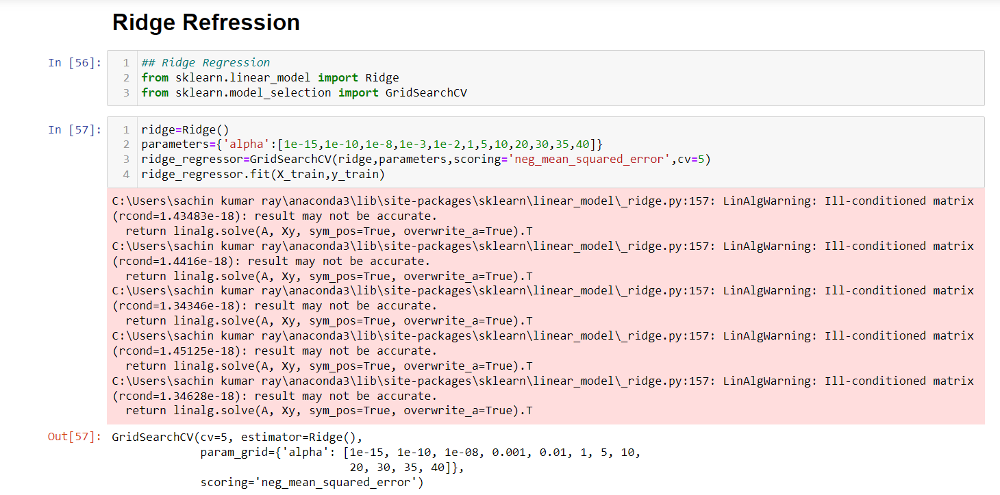 Ridge Refression
In [56]:
1 ## Ridge Regression
2 from sklearn.linear_model import Ridge
3 from sklearn.model_selection import GridSearchCV
In [57]:
1 ridge=Ridge()
2 parameters={'alpha':[1e-15,1e-10,1e-8,1e-3,1e-2,1,5,10,20,30,35,40]}
3 ridge_regressor=GridSearchCV(ridge,parameters,scoring='neg_mean_squared_error',cv=5)
4 ridge_regressor.fit(X_train,y_train)
C:\Users\sachin kumar ray\anaconda3\lib\site-packages\sklearn\linear_model\_ridge.py:157: LinAlgWarning: Ill-conditioned matrix
(rcond=1.43483e-18): result may not be accurate.
  return linalg.solve(A, Xy, sym_pos=True, overwrite_a=True).T
C:\Users\sachin kumar ray\anaconda3\lib\site-packages\sklearn\linear_model\_ridge.py:157: LinAlgWarning: Ill-conditioned matrix
(rcond=1.4416e-18): result may not be accurate.
  return linalg.solve(A, Xy, sym_pos=True, overwrite_a=True).T
C:\Users\sachin kumar ray\anaconda3\lib\site-packages\sklearn\linear_model\_ridge.py:157: LinAlgWarning: Ill-conditioned matrix
(rcond=1.34346e-18): result may not be accurate.
  return linalg.solve(A, Xy, sym_pos=True, overwrite_a=True).T
C:\Users\sachin kumar ray\anaconda3\lib\site-packages\sklearn\linear_model\_ridge.py:157: LinAlgWarning: Ill-conditioned matrix
(rcond=1.45125e-18): result may not be accurate.
  return linalg.solve(A, Xy, sym_pos=True, overwrite_a=True).T
C:\Users\sachin kumar ray\anaconda3\lib\site-packages\sklearn\linear_model\_ridge.py:157: LinAlgWarning: Ill-conditioned matrix
(rcond=1.34628e-18): result may not be accurate.
  return linalg.solve(A, Xy, sym_pos=True, overwrite_a=True).T
Out[57]: GridSearchCV(cv=5, estimator=Ridge(),
             param_grid={'alpha': [1e-15, 1e-10, 1e-08, 0.001, 0.01, 1, 5, 10,
                                   20, 30, 35, 40]},
             scoring='neg_mean_squared_error')